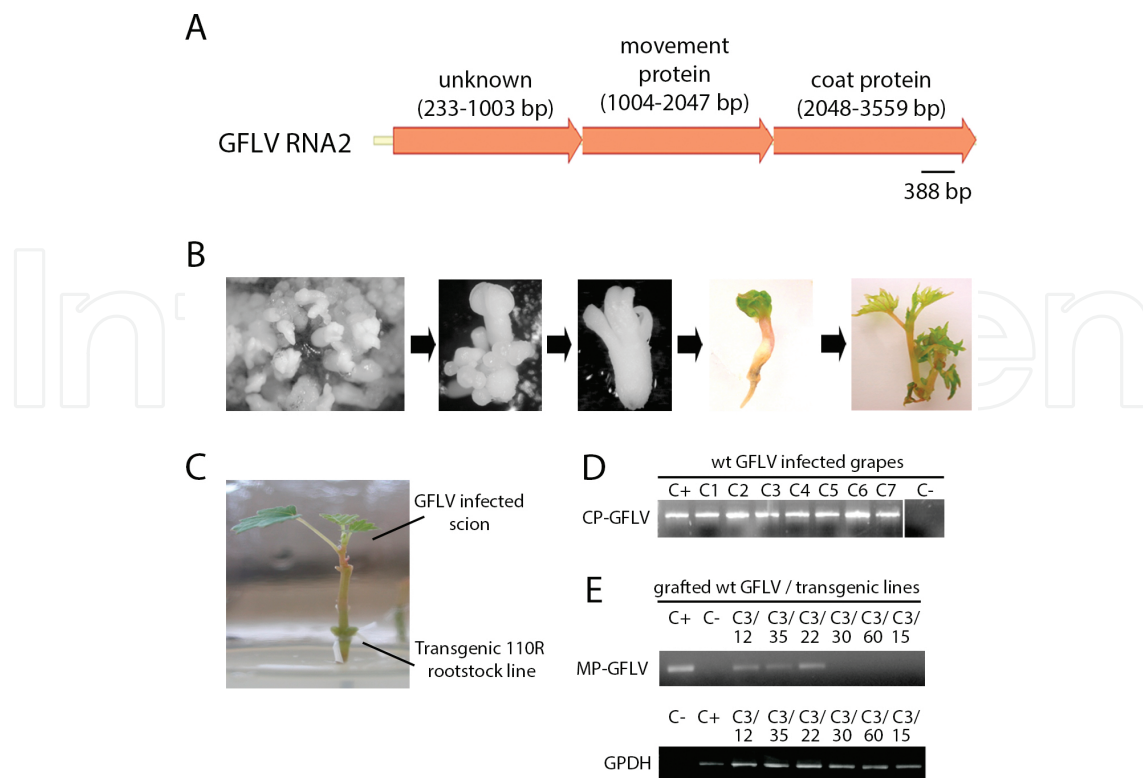 A
unknown
(233-1003 bp)
movement
protein
(1004-2047 bp)
coat protein
(2048-3559 bp)
GFLV RNA2
388 bp
B
C
GFLV infected
scion
Transgenic 110R
rootstock line
D
wt GFLV infected grapes
C+ C1 C2 C3 C4 C5 C6 C7 C-
CP-GFLV
E
grafted wt GFLV / transgenic lines
C+ C- C3/ C3/ C3/ C3/ C3/ C3/
12 35 22 30 60 15
MP-GFLV
C- C+ C3/ C3/ C3/ C3/ C3/ C3/
12 35 22 30 60 15
GPDH